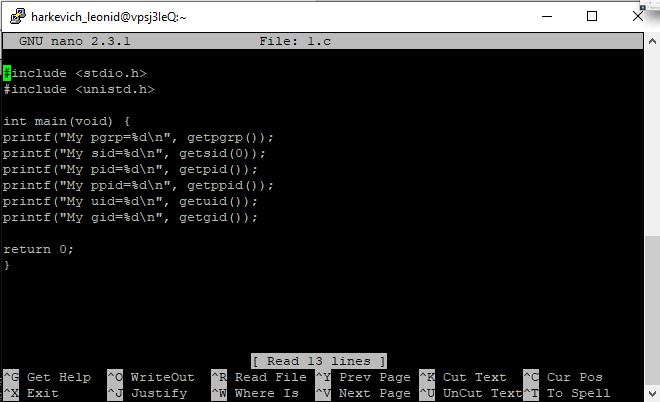 harkevich_leonid@vpsj3leQ:~
GNU nano 2.3.1 File: 1.c
#include <stdio.h>
#include <unistd.h>
int main(void) {
printf("My pgrp=%d\n", getpgrp());
printf("My sid=%d\n", getsid(0));
printf("My pid=%d\n", getpid());
printf("My ppid=%d\n", getppid());
printf("My uid=%d\n", getuid());
printf("My gid=%d\n", getgid());
return 0;
}
[ Read 13 lines ]
^G Get Help ^O WriteOut ^R Read File ^Y Prev Page ^K Cut Text ^C Cur Pos
^X Exit ^J Justify ^W Where Is ^V Next Page ^U UnCut Text ^T To Spell